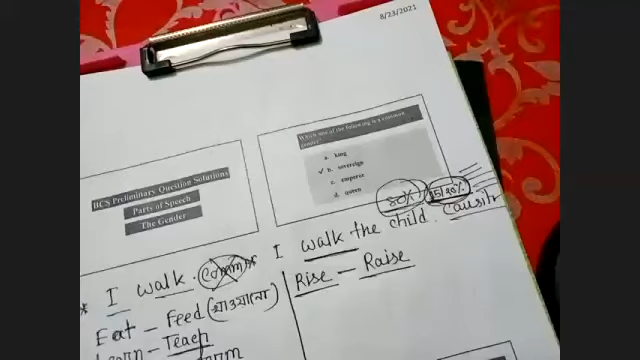 8/23/2021
BCS Preliminary Question Solutions
Parts of Speech
The Gender
Which one of the following is a common
gender
a. king
✓ b. sovereign
c. emperor
d. queen
80%
I walk.
I walk the child.
Eat - Feed (খাওয়ানো)
Rise - Raise
Learn - Teach